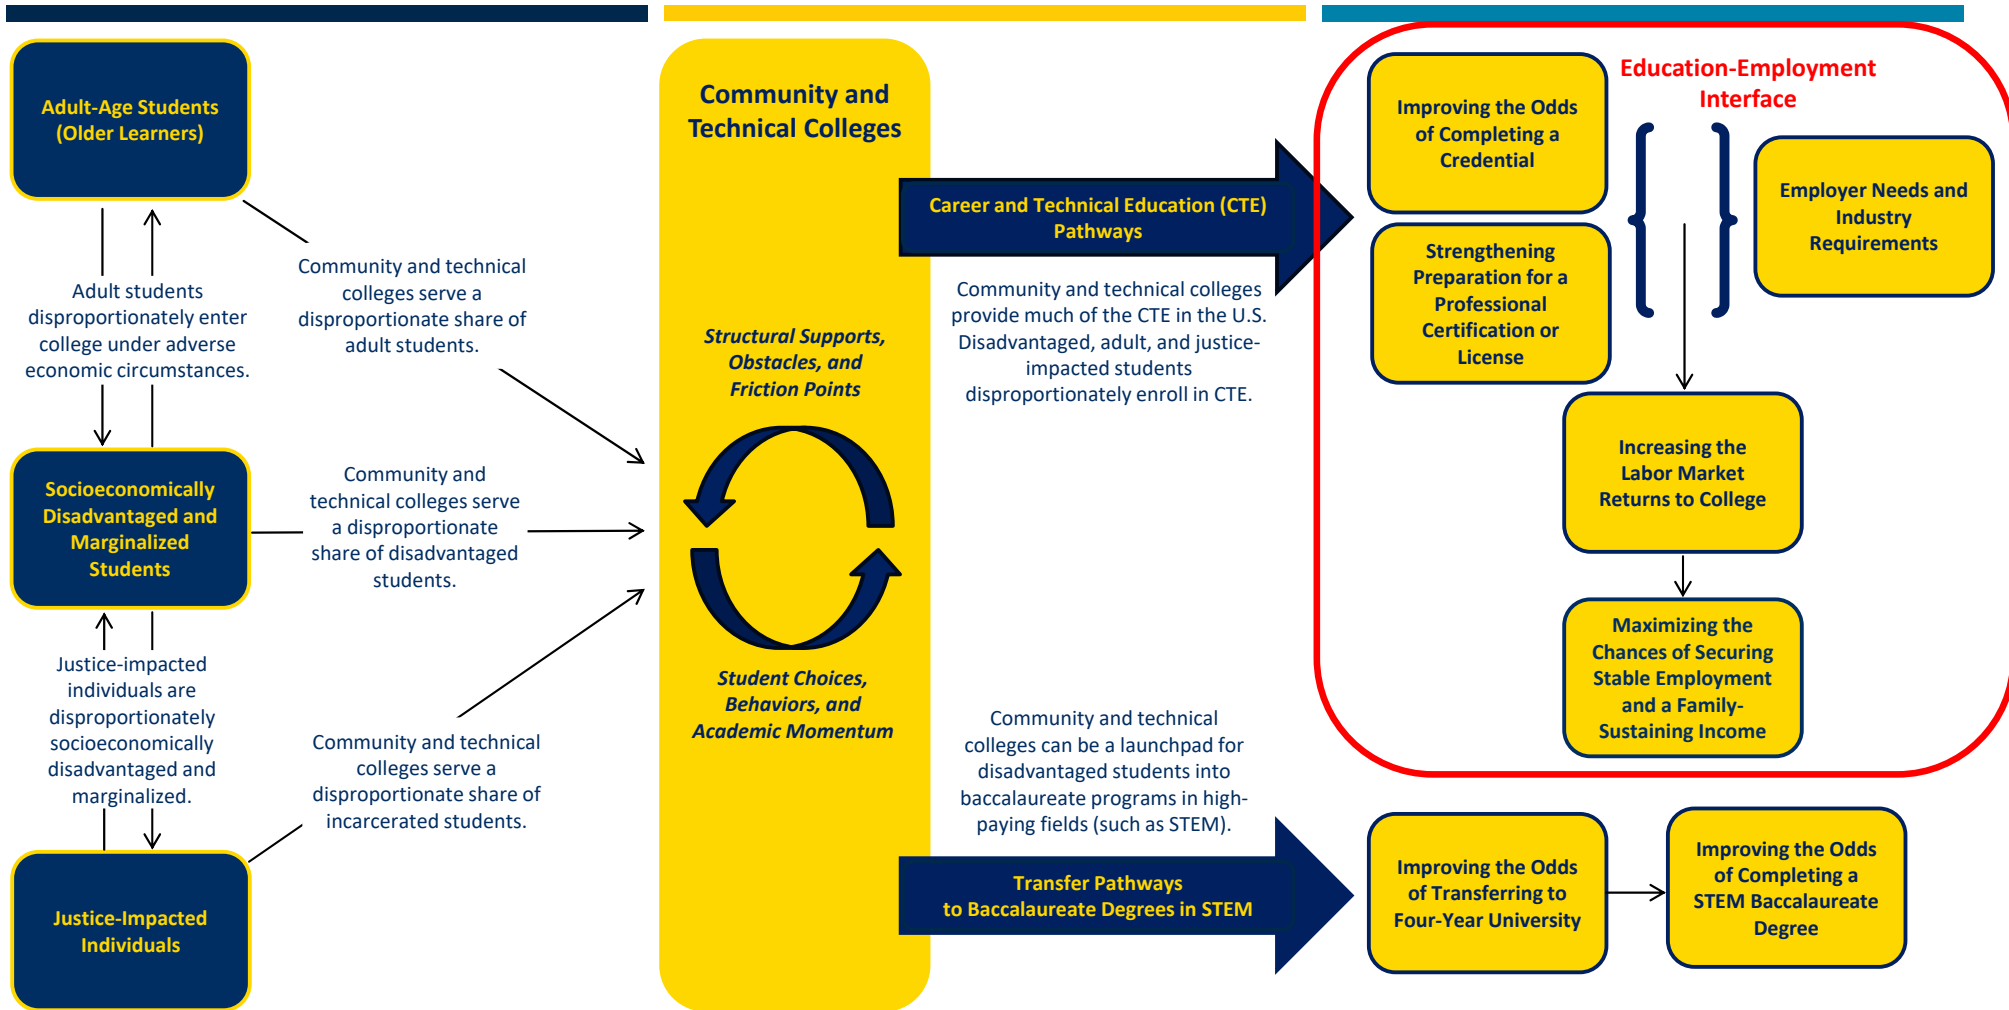 Adult-Age Students
(Older Learners)
Adult students
disproportionately enter
college under adverse
economic circumstances.
Socioeconomically
Disadvantaged and
Marginalized
Students
Justice-impacted
individuals are
disproportionately
socioeconomically
disadvantaged and
marginalized.
Justice-Impacted
Individuals
Community and technical
colleges serve a
disproportionate share of
adult students.
Community and
technical colleges serve
a disproportionate
share of disadvantaged
students.
Community and technical
colleges serve a
disproportionate share of
incarcerated students.
Community and
Technical Colleges
Structural Supports,
Obstacles, and
Friction Points
Student Choices,
Behaviors, and
Academic Momentum
Career and Technical Education (CTE)
Pathways
Community and technical colleges
provide much of the CTE in the U.S.
Disadvantaged, adult, and justice-
impacted students
disproportionately enroll in CTE.
Community and technical
colleges can be a launchpad for
disadvantaged students into
baccalaureate programs in high-
paying fields (such as STEM).
Transfer Pathways
to Baccalaureate Degrees in STEM
Education-Employment
Interface
Improving the Odds
of Completing a
Credential
Strengthening
Preparation for a
Professional
Certification or
License
Employer Needs and
Industry
Requirements
Increasing the
Labor Market
Returns to College
Maximizing the
Chances of Securing
Stable Employment
and a Family-
Sustaining Income
Improving the Odds
of Transferring to
Four-Year University
Improving the Odds
of Completing a
STEM Baccalaureate
Degree